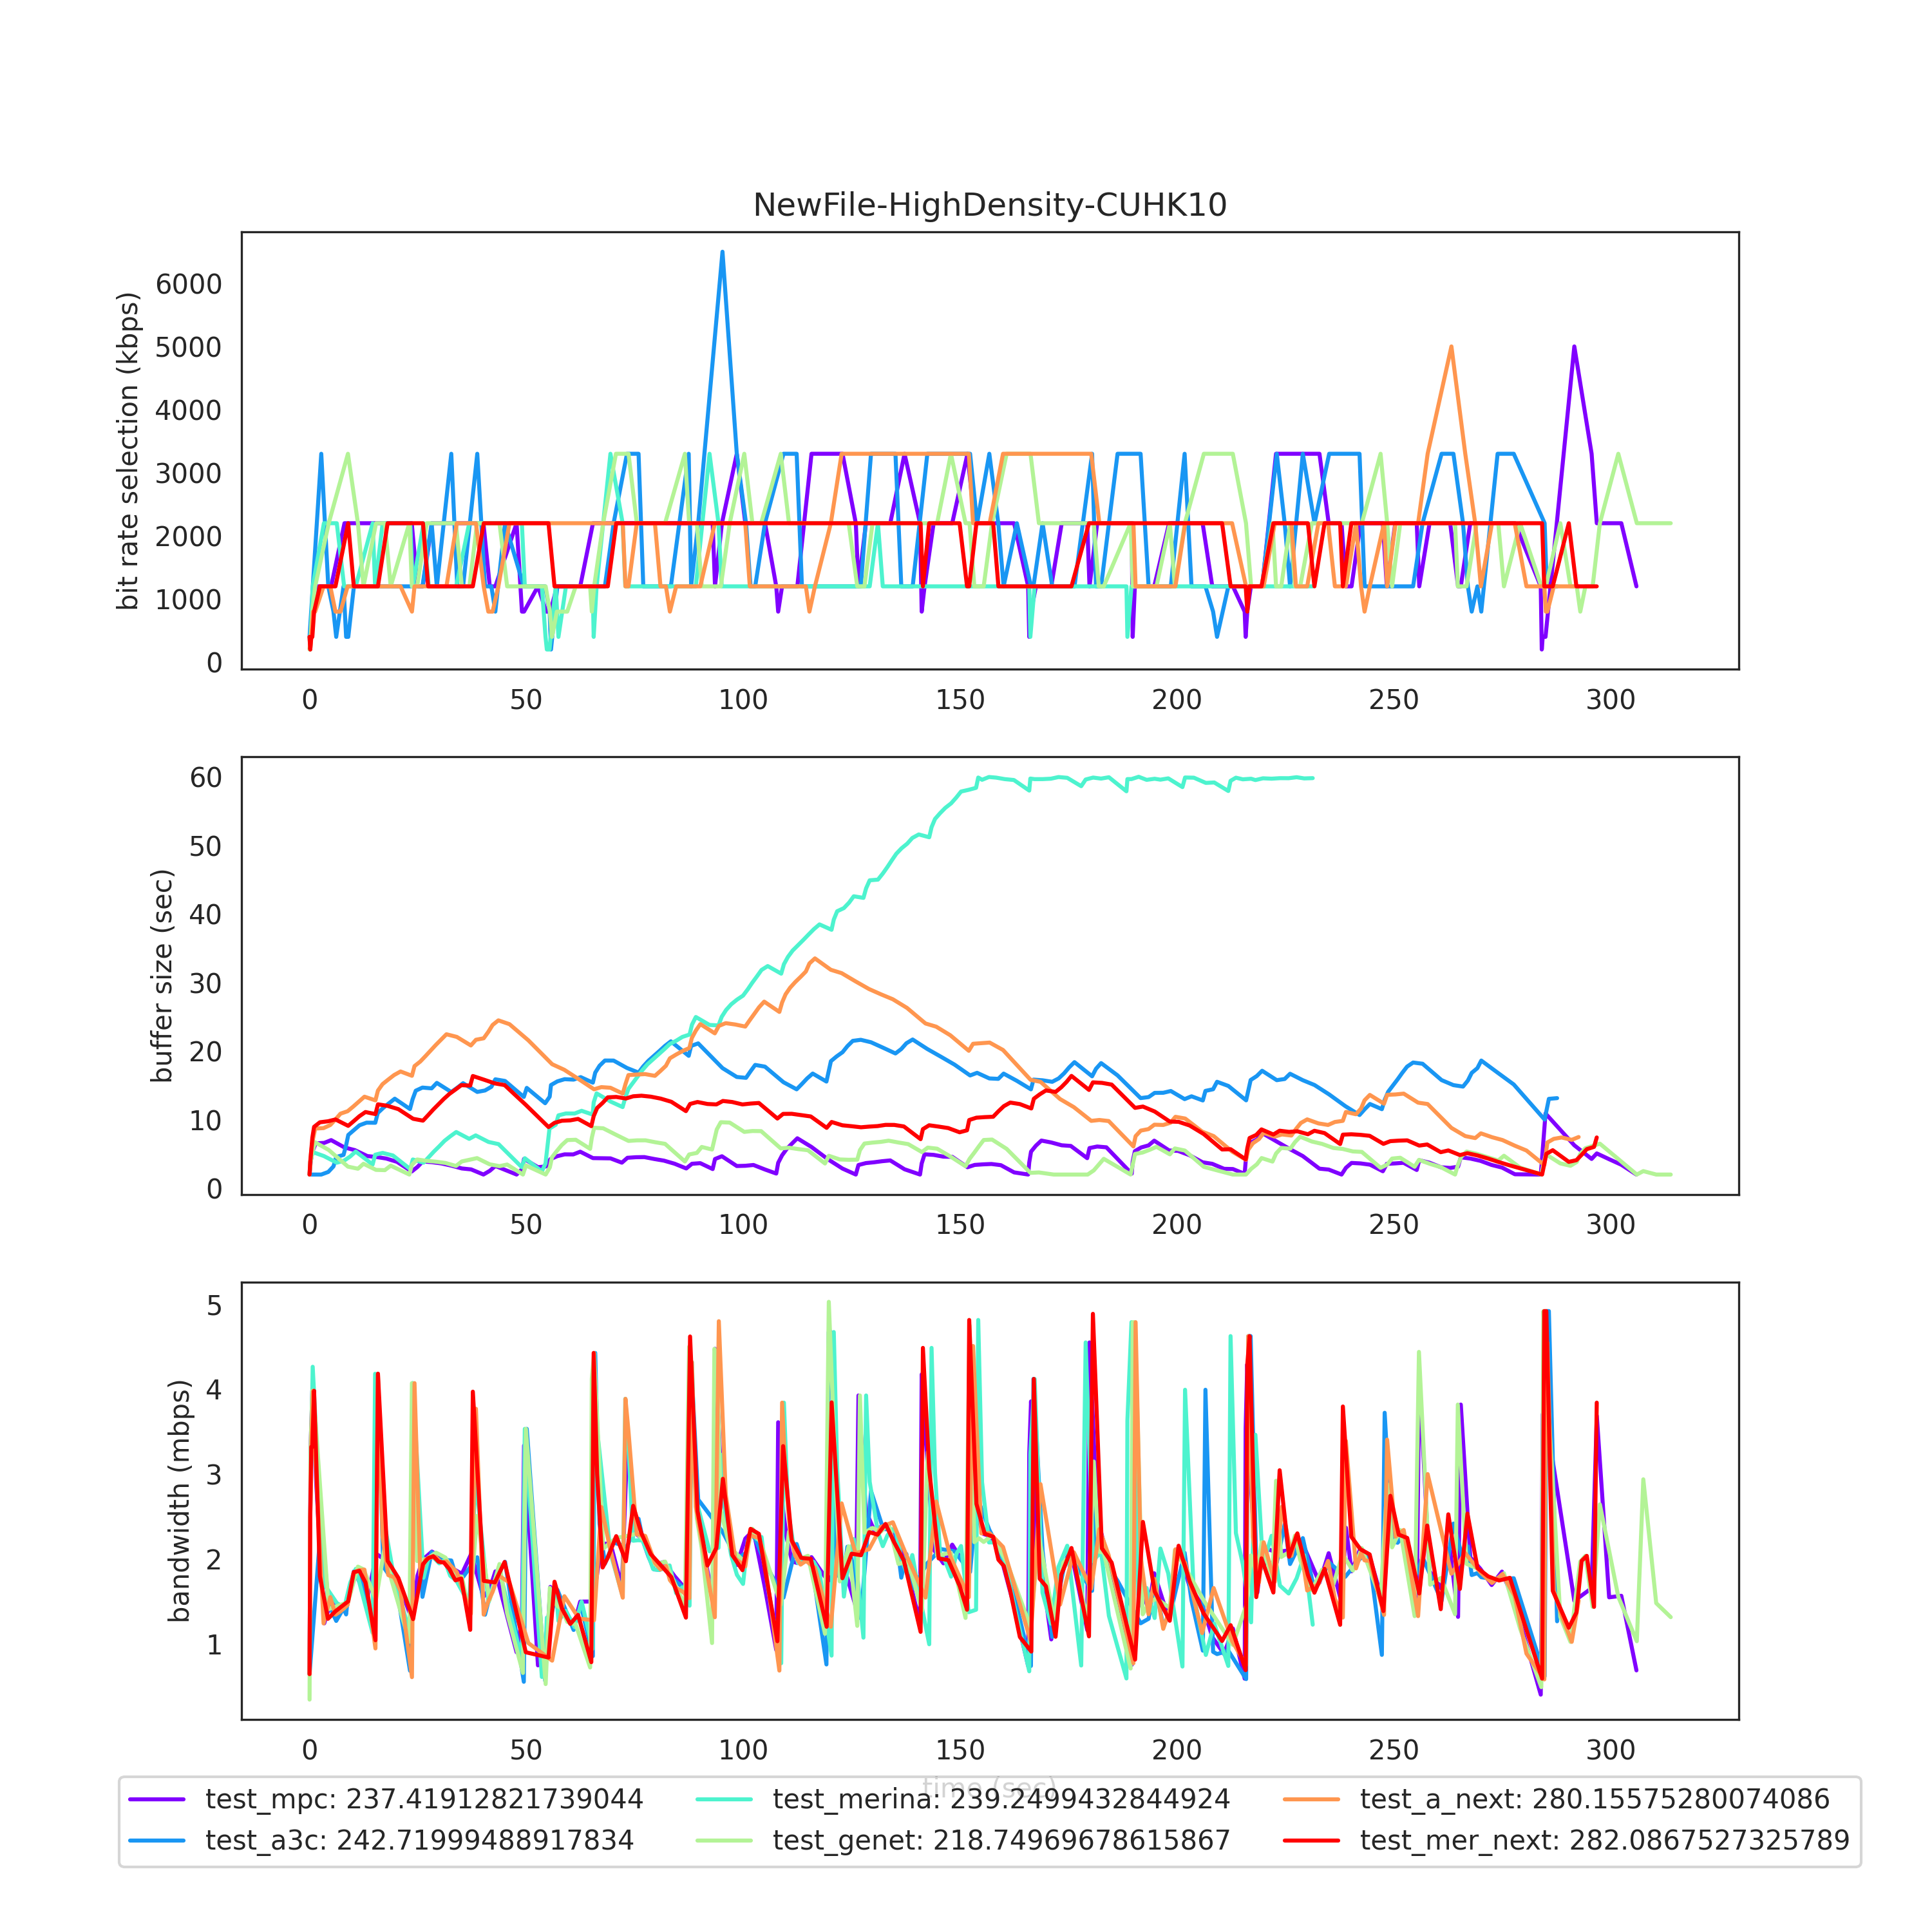 NewFile-HighDensity-CUHK10
bit rate selection (kbps)
6000
5000
4000
3000
2000
1000
0
0 50 100 150 200 250 300
buffer size (sec)
60
50
40
30
20
10
0
0 50 100 150 200 250 300
bandwidth (mbps)
5
4
3
2
1
0 50 100 150 200 250 300
time (sec)
test_mpc: 237.41912821739044 test_merina: 239.2499432844924 test_a_next: 280.15575280074086
test_a3c: 242.71999488917834 test_genet: 218.74969678615867 test_mer_next: 282.0867527325789